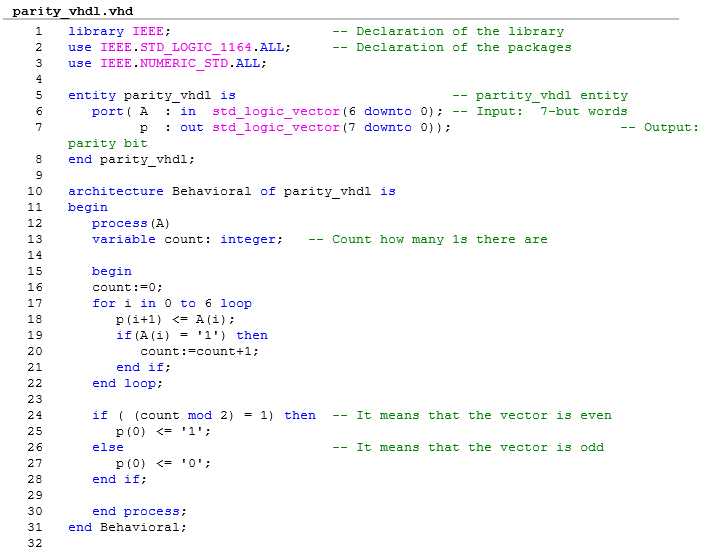 parity_vhdl.vhd
1 library IEEE; -- Declaration of the library
2 use IEEE.STD_LOGIC_1164.ALL; -- Declaration of the packages
3 use IEEE.NUMERIC_STD.ALL;
4
5 entity parity_vhdl is -- partity_vhdl entity
6 port( A : in std_logic_vector(6 downto 0); -- Input: 7-but words
7 p : out std_logic_vector(7 downto 0)); -- Output:
parity bit
8 end parity_vhdl;
9
10 architecture Behavioral of parity_vhdl is
11 begin
12 process(A)
13 variable count: integer; -- Count how many 1s there are
14
15 begin
16 count:=0;
17 for i in 0 to 6 loop
18 p(i+1) <= A(i);
19 if(A(i) = '1') then
20 count:=count+1;
21 end if;
22 end loop;
23
24 if ( (count mod 2) = 1) then -- It means that the vector is even
25 p(0) <= '1';
26 else -- It means that the vector is odd
27 p(0) <= '0';
28 end if;
29
30 end process;
31 end Behavioral;
32